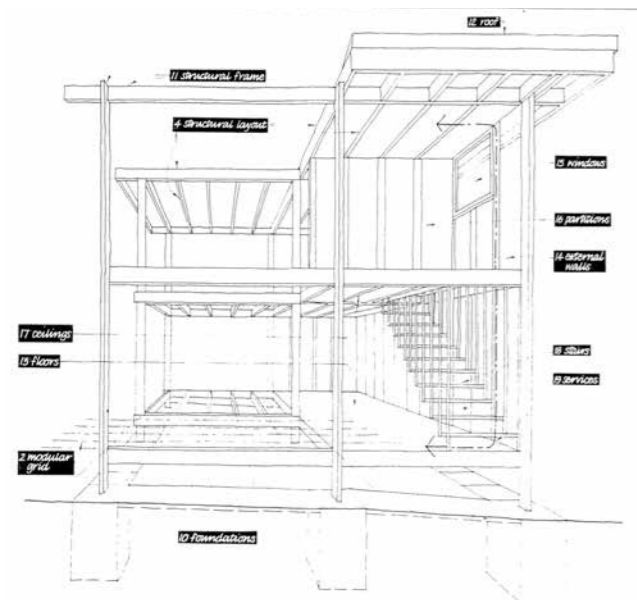 12 roof
11 structural frame
4 structural layout
15 windows
16 partitions
14 external
walls
17 ceilings
13 floors
18 stairs
19 services
2 modular
grid
10 foundations